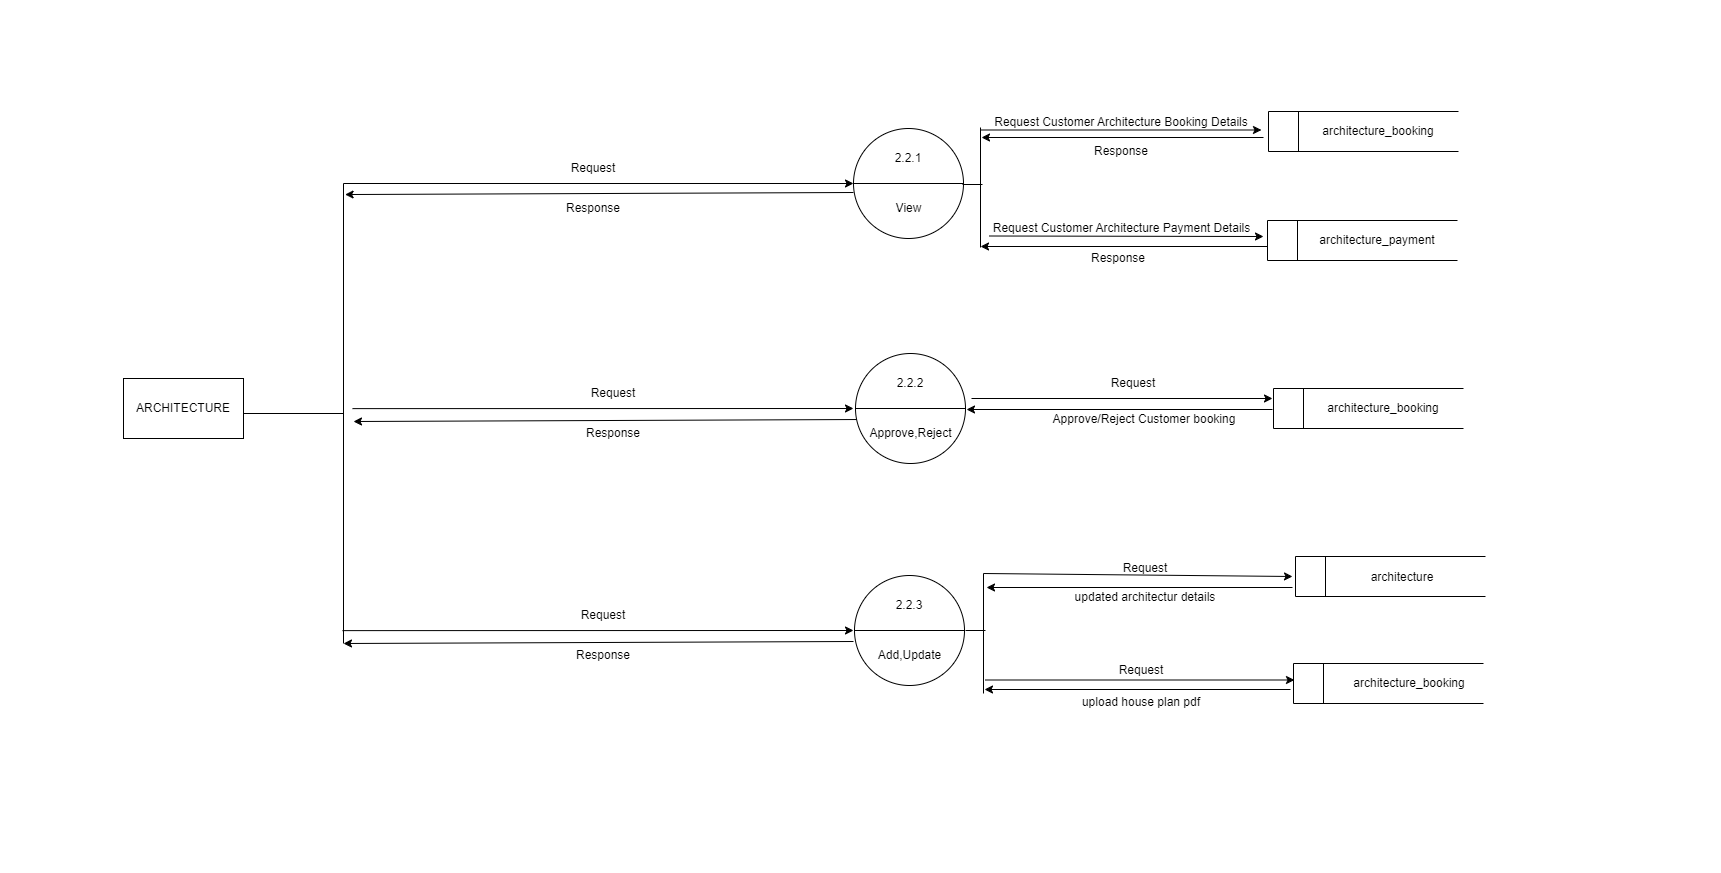 Request Customer Architecture Booking Details
architecture_booking
Response
2.2.1
Request
View
Response
Request Customer Architecture Payment Details
architecture_payment
Response
ARCHITECTURE
2.2.2
Request
Request
architecture_booking
Approve/Reject Customer booking
Response
Approve,Reject
Request
architecture
updated architectur details
2.2.3
Request
Add,Update
Response
Request
architecture_booking
upload house plan pdf